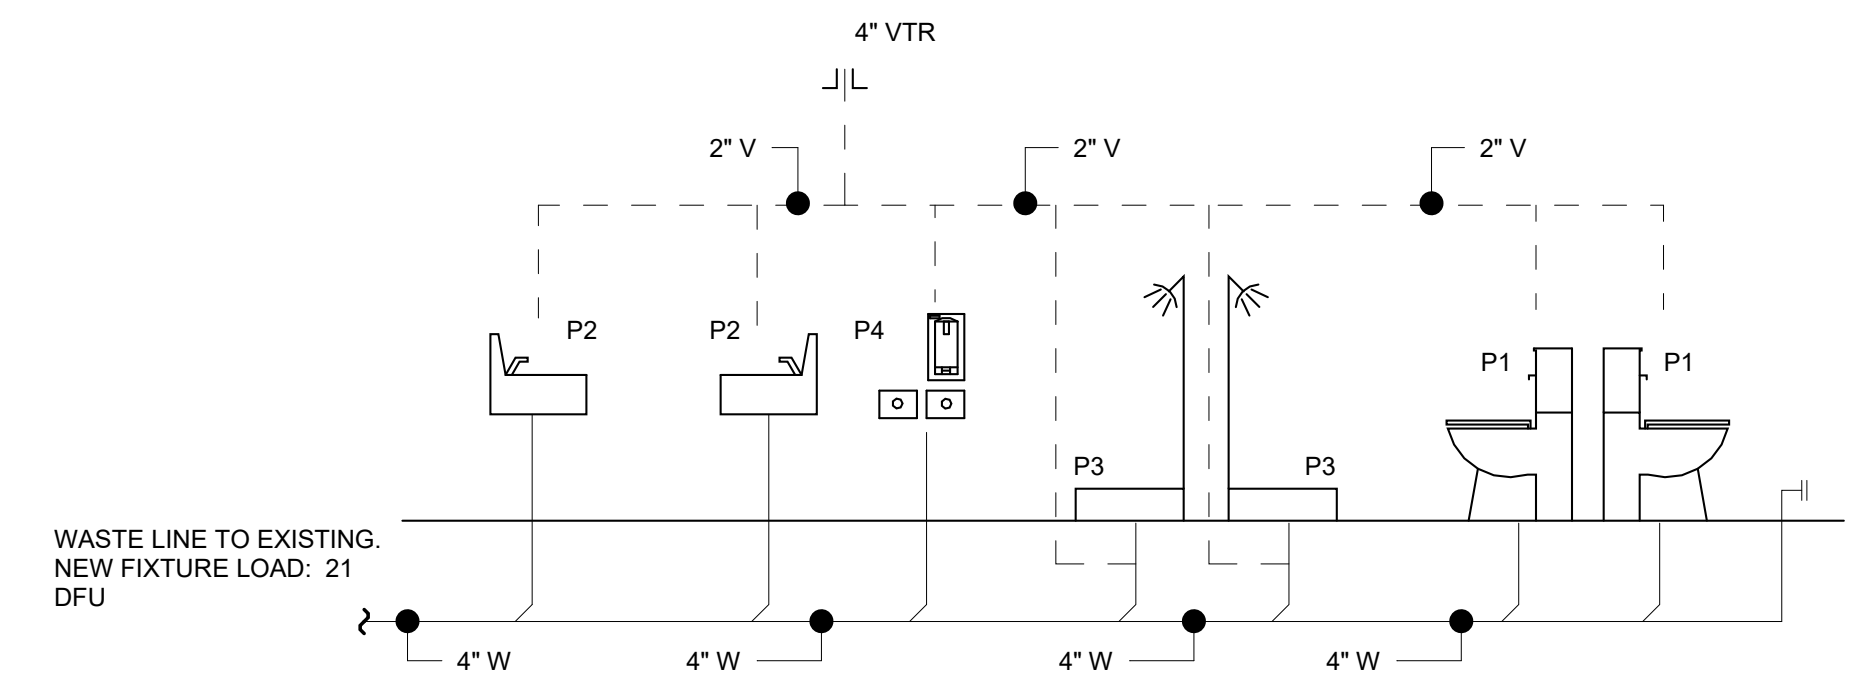 4" VTR
2" V
2" V
2" V
P2
P2
P4
P1
P1
P3
P3
WASTE LINE TO EXISTING.
NEW FIXTURE LOAD: 21
DFU
4" W
4" W
4" W
4" W